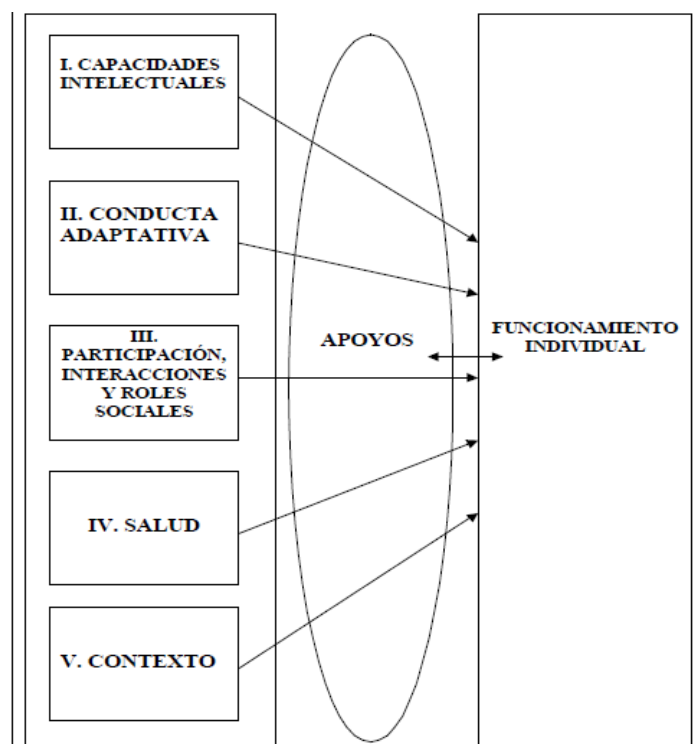 I. CAPACIDADES
INTELECTUALES
II. CONDUCTA
ADAPTATIVA
III.
PARTICIPACIÓN,
INTERACCIONES
Y ROLES
SOCIALES
IV. SALUD
V. CONTEXTO
APOYOS
FUNCIONAMIENTO
INDIVIDUAL